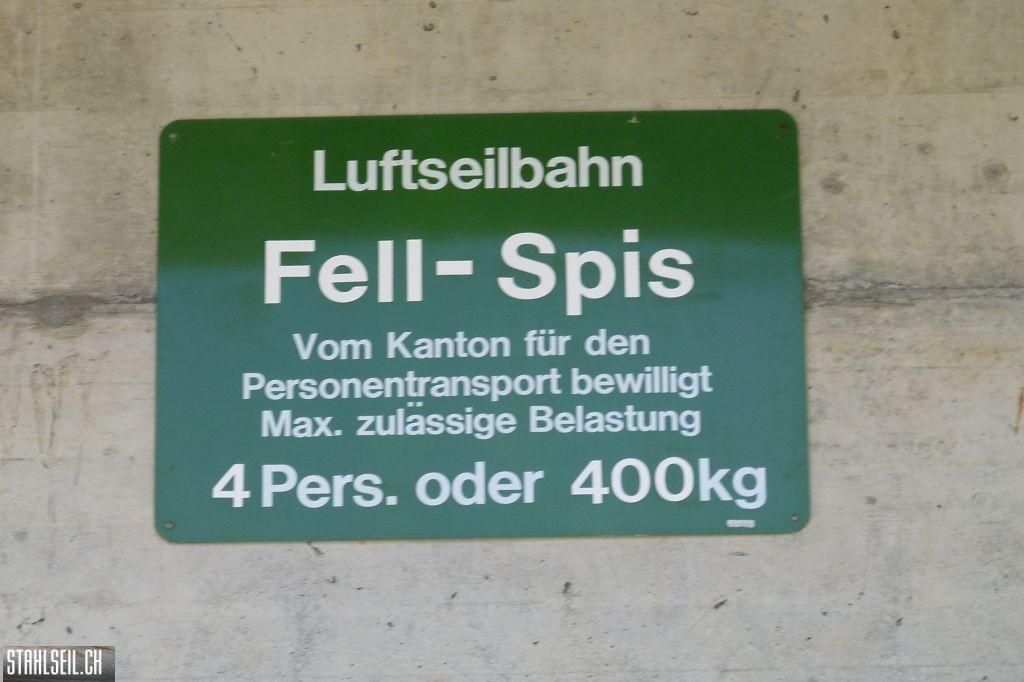 Luftseilbahn
Fell - Spis
Vom Kanton für den
Personentransport bewilligt
Max. zulässige Belastung
4 Pers. oder 400kg
STAHLSEIL.CH